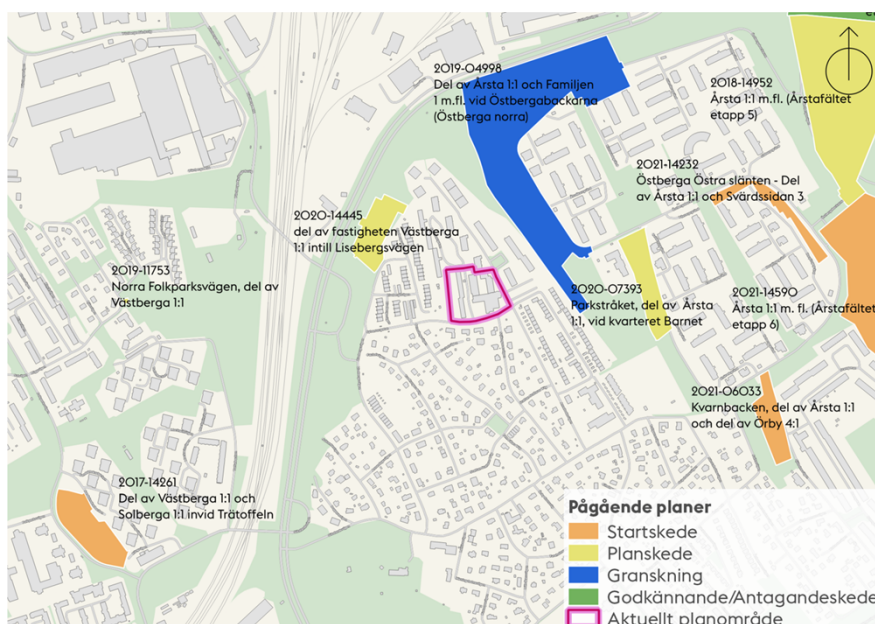 2019-04998
Del av Årsta 1:1 och Familjen
1 m.fl. vid Östbergabackarna
(Östberga norra)
2018-14952
Årsta 1:1 m.fl. (Årstafältet
etapp 5)
2021-14232
Östberga Östra slänten - Del
av Årsta 1:1 och Svärdssidan 3
2020-14445
del av fastigheten Västberga
1:1 intill Lisebergsvägen
2019-11753
Norra Folkparksvägen, del av
Västberga 1:1
2020-07393
Parkstråket, del av Årsta
1:1, vid kvarteret Barnet
2021-14590
Årsta 1:1 m. fl. (Årstafältet
etapp 6)
2021-06033
Kvarnbacken, del av Årsta 1:1
och del av Örby 4:1
2017-14261
Del av Västberga 1:1 och
Solberga 1:1 invid Trätoffeln
Pågående planer
Startskede
Planskede
Granskning
Godkännande/Antagandeskede
Aktuellt planområde